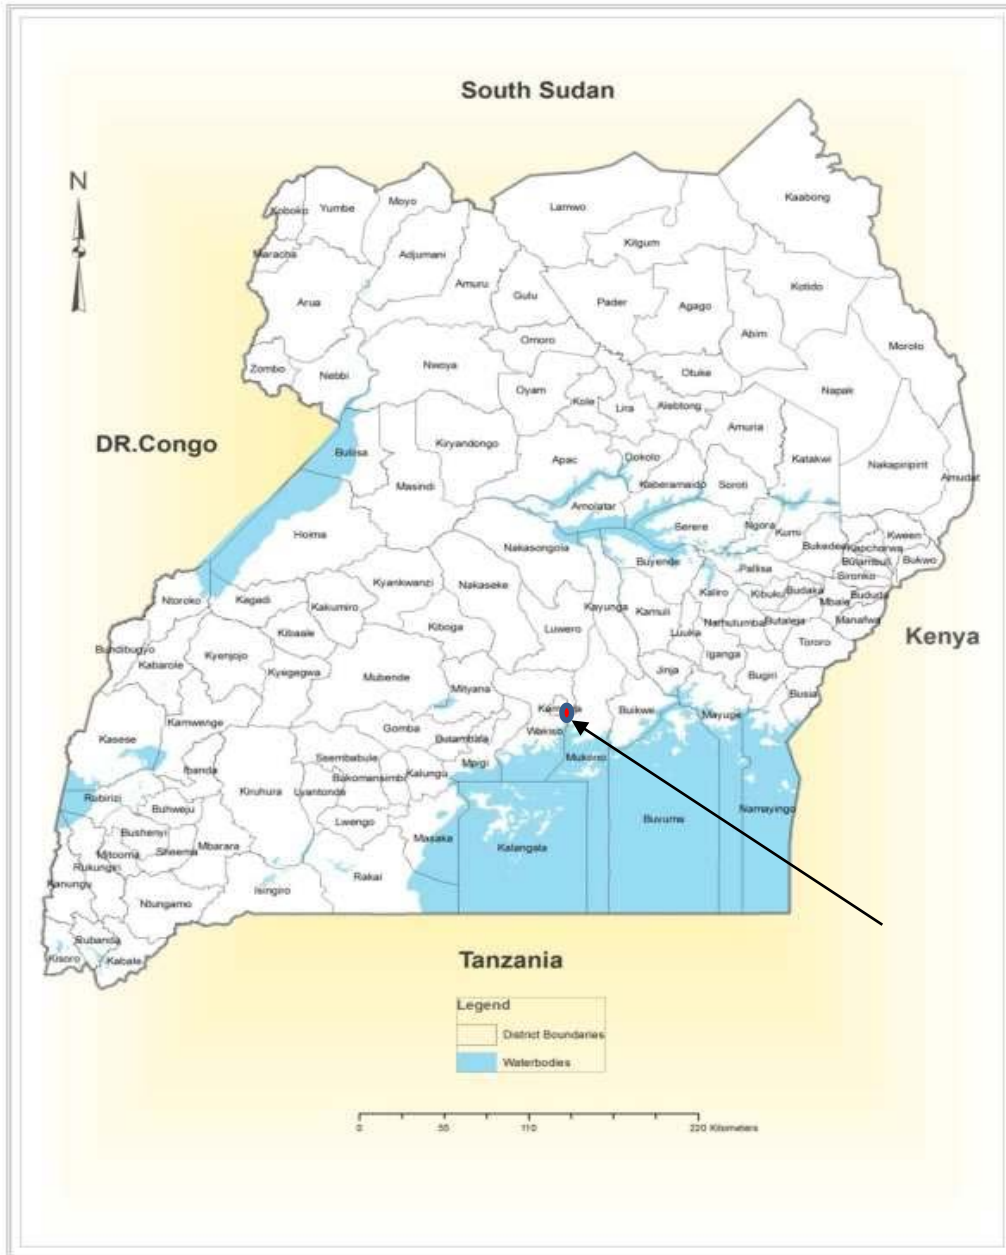 South Sudan
N
Kaabong
Koboko
Yumbe
Moyo
Lamwo
Kitgum
Maracha
Adjumani
Amuru
Gulu
Arua
Pader
Agago
Kotido
Abim
Omoro
Moroto
Zombo
Nebbi
Nwoya
Otuke
Oyam
Kole
Lira
Alebtong
Napak
Amuria
DR.Congo
Buliisa
Kiryandongo
Apac
Dokolo
Katakwi
Nakapiripirit
Masindi
Kaberamaido
Soroti
Amudat
Amolatar
Serere
Ngora
Kumi
Hoima
Nakasongola
Bukedea
Kapchorwa
Kween
Buyende
Pallisa
Bulambuli
Bukwo
Sironko
Ntoroko
Kagadi
Kyankwanzi
Nakaseke
Kakumiro
Kayunga
Kamuli
Kaliro
Kibuku
Budaka
Mbale
Bududa
Kiboga
Luwero
Luuka
Namutumba
Butaleja
Manafwa
Kenya
Bundibugyo
Kibaale
Tororo
Kabarole
Kyenjojo
Kyegegwa
Mubende
Iganga
Jinja
Bugiri
Mityana
Busia
Kamwenge
Kampala
Buikwe
Mayuge
Kasese
Gomba
Butambala
Wakiso
Mukono
Ibanda
Ssembabule
Mpigi
Kalungu
Bukomansimbi
Rubirizi
Kiruhura
Lyantonde
Buhweju
Namayingo
Lwengo
Buvuma
Bushenyi
Masaka
Kalangala
Mitooma
Sheema
Mbarara
Rukungiri
Rakai
Kanungu
Isingiro
Ntungamo
Rubanda
Kisoro
Kabale
Tanzania
Legend
District Boundaries
Waterbodies
0 55 110 220 Kilometers